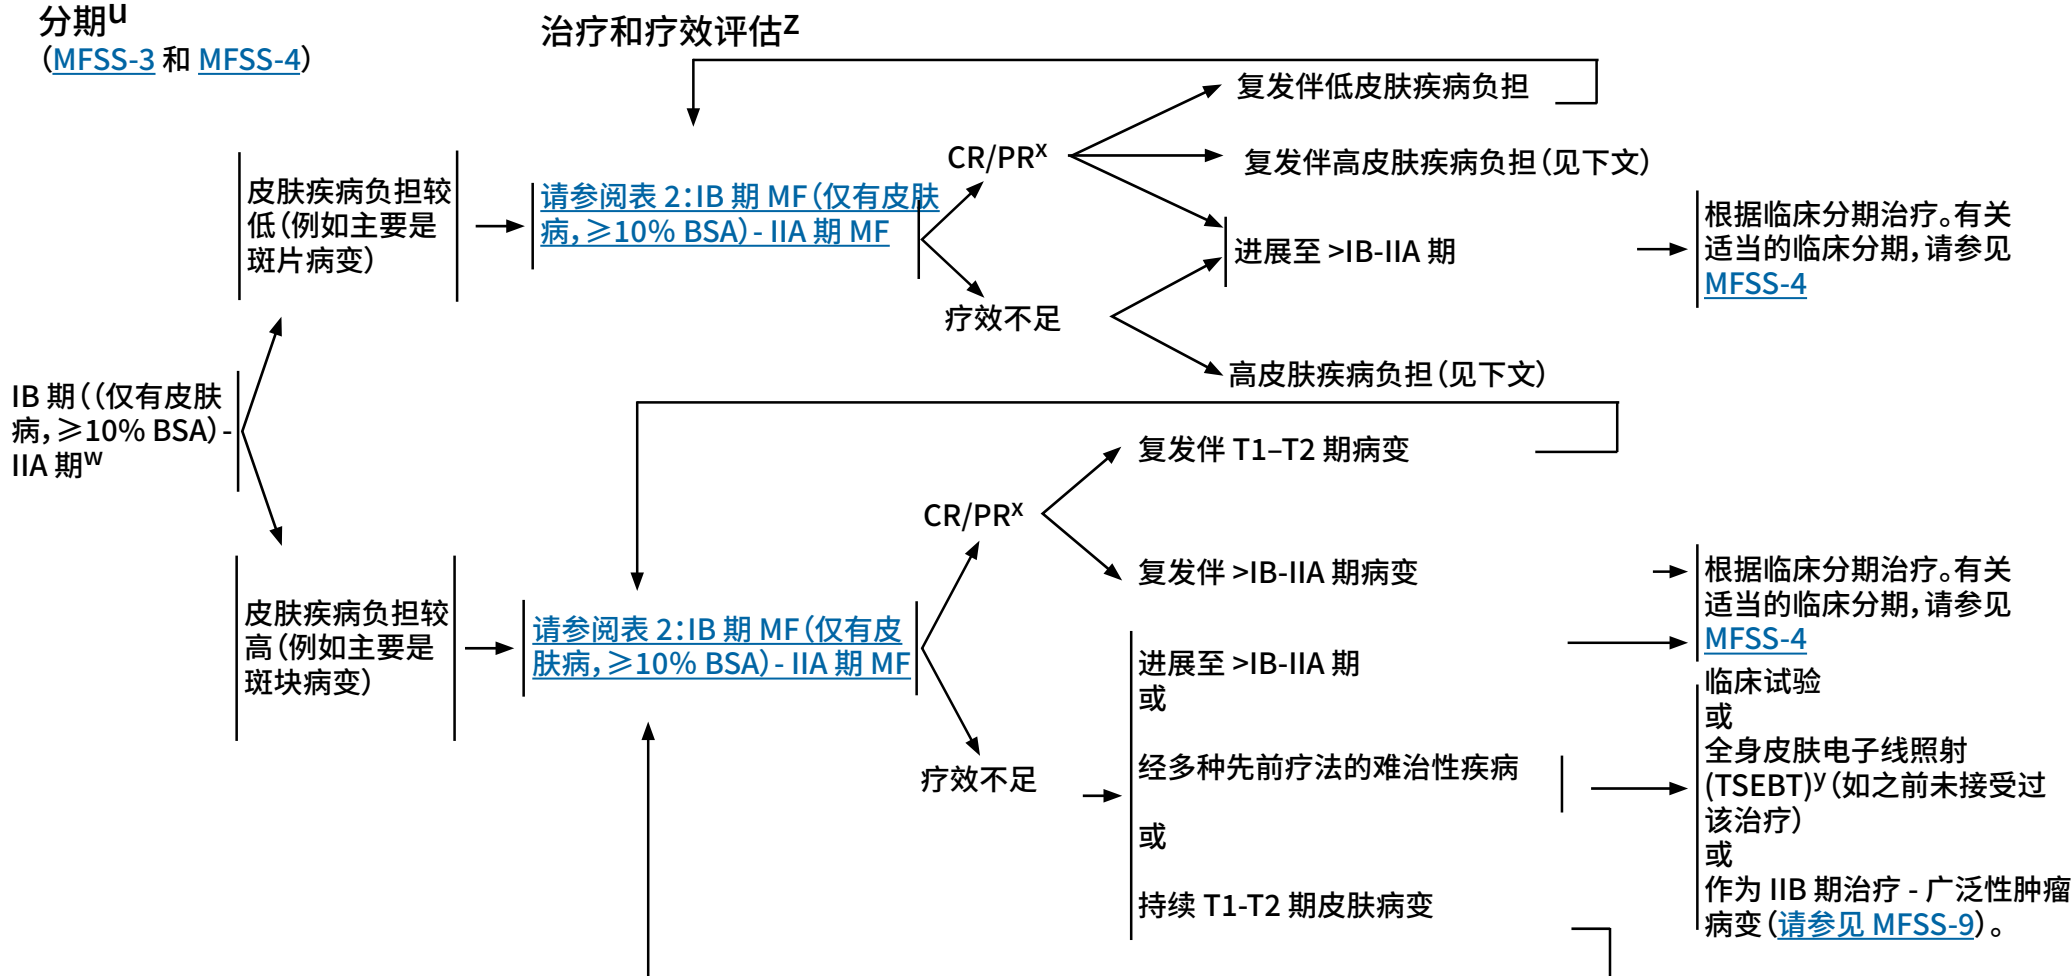 分期u
(MFSS-3 和 MFSS-4)
治疗和疗效评估z
IB 期((仅有皮肤
病,≥10% BSA)-
IIA 期w
皮肤疾病负担较
低(例如主要是
斑片病变)
请参阅表 2:IB 期 MF(仅有皮肤
病,≥10% BSA)- IIA 期 MF
CR/PRx
疗效不足
复发伴低皮肤疾病负担
复发伴高皮肤疾病负担(见下文)
进展至 >IB-IIA 期
高皮肤疾病负担(见下文)
根据临床分期治疗。有关
适当的临床分期,请参见
MFSS-4
皮肤疾病负担较
高(例如主要是
斑块病变)
请参阅表 2:IB 期 MF(仅有皮
肤病,≥10% BSA)- IIA 期 MF
CR/PRx
疗效不足
复发伴 T1–T2 期病变
复发伴 >IB-IIA 期病变
进展至 >IB-IIA 期
或
经多种先前疗法的难治性疾病
或
持续 T1-T2 期皮肤病变
根据临床分期治疗。有关
适当的临床分期,请参见
MFSS-4
临床试验
或
全身皮肤电子线照射
(TSEBT)y(如之前未接受过
该治疗)
或
作为 IIB 期治疗 - 广泛性肿瘤
病变(请参见 MFSS-9)。